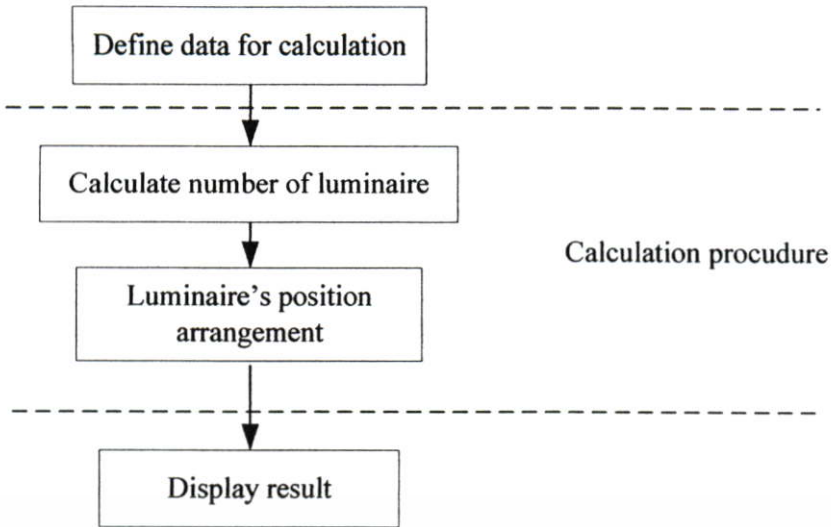 Define data for calculation
Calculate number of luminaire
Calculation procudure
Luminaire's position
arrangement
Display result